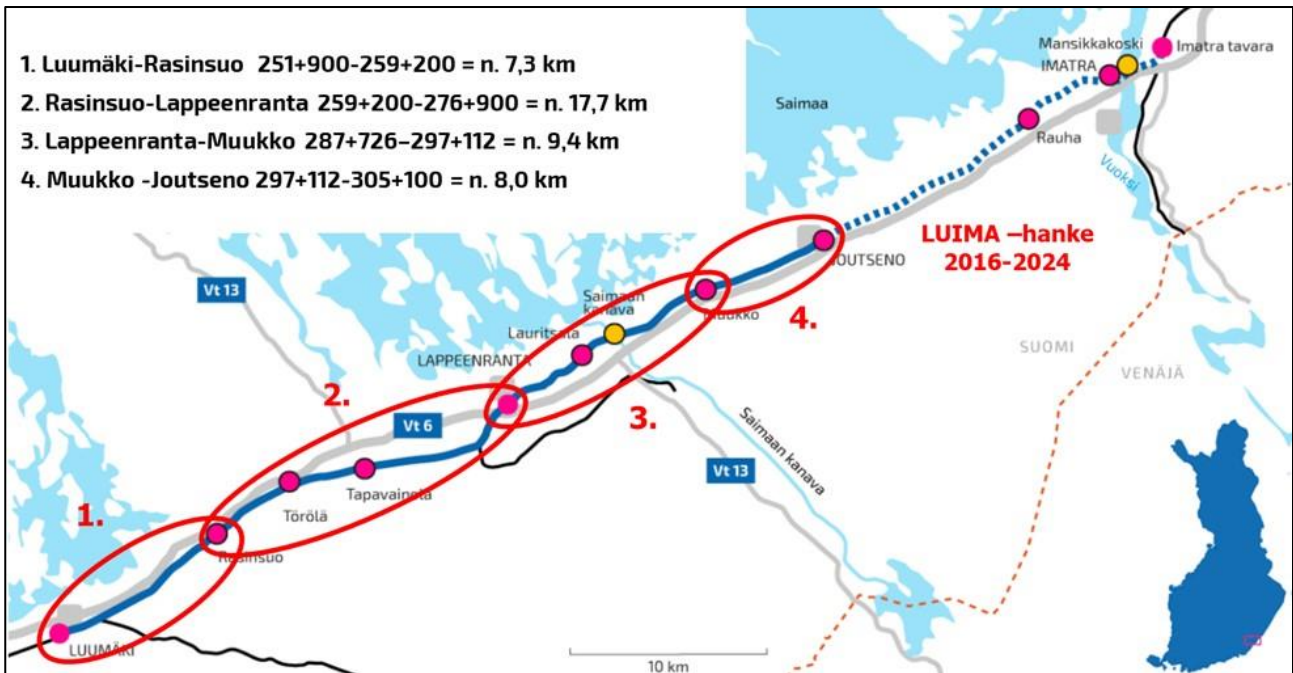 1. Luumäki-Rasinsuo 251+900-259+200 = n. 7,3 km
2. Rasinsuo-Lappeenranta 259+200-276+900 = n. 17,7 km
3. Lappeenranta-Muukko 287+726–297+112 = n. 9,4 km
4. Muukko -Joutseno 297+112-305+100 = n. 8,0 km
Mansikkakoski
Imatra tavara
IMATRA
Saimaa
Rauha
Vuoksi
LUIMA –hanke
2016-2024
JOUTSENO
Vt 13
Saimaan
kanava
Muukko
4.
Lauritsala
SUOMI
LAPPEENRANTA
VENÄJÄ
2.
3.
Vt 6
Saimaan kanava
Vt 13
Tapavainola
Törölä
1.
Rasinsuo
LUUMÄKI
10 km